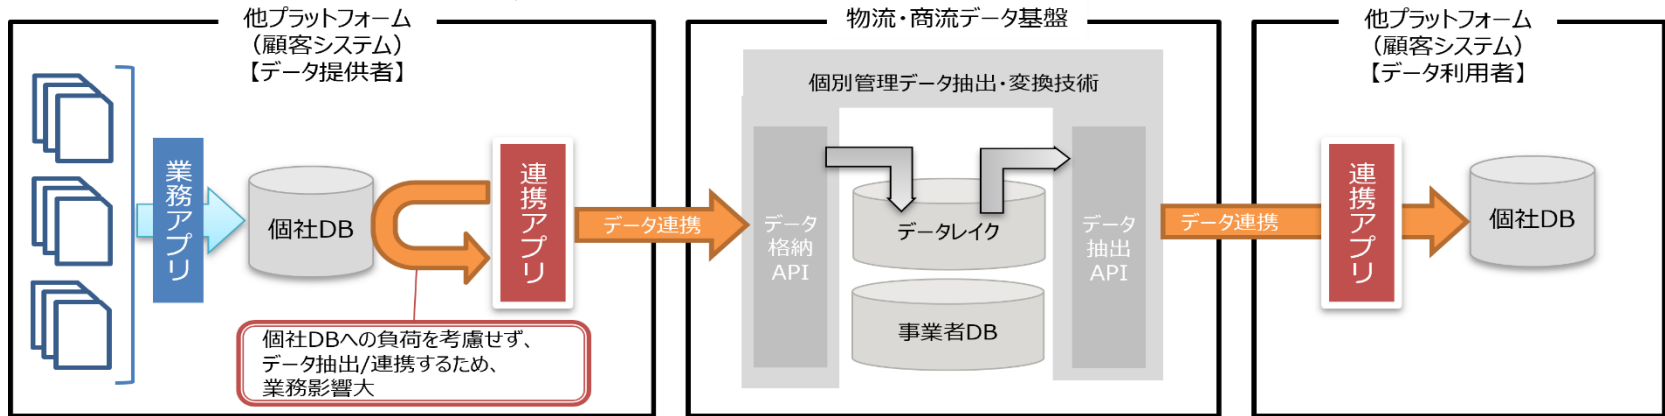 他プラットフォーム
（顧客システム）
【データ提供者】
業務アプリ
個社DB
連携アプリ
データ連携
個社DBへの負荷を考慮せず、
データ抽出/連携するため、
業務影響大
物流・商流データ基盤
個別管理データ抽出・変換技術
データ
格納
API
データレイク
事業者DB
データ
抽出
API
データ連携
他プラットフォーム
（顧客システム）
【データ利用者】
連携アプリ
個社DB